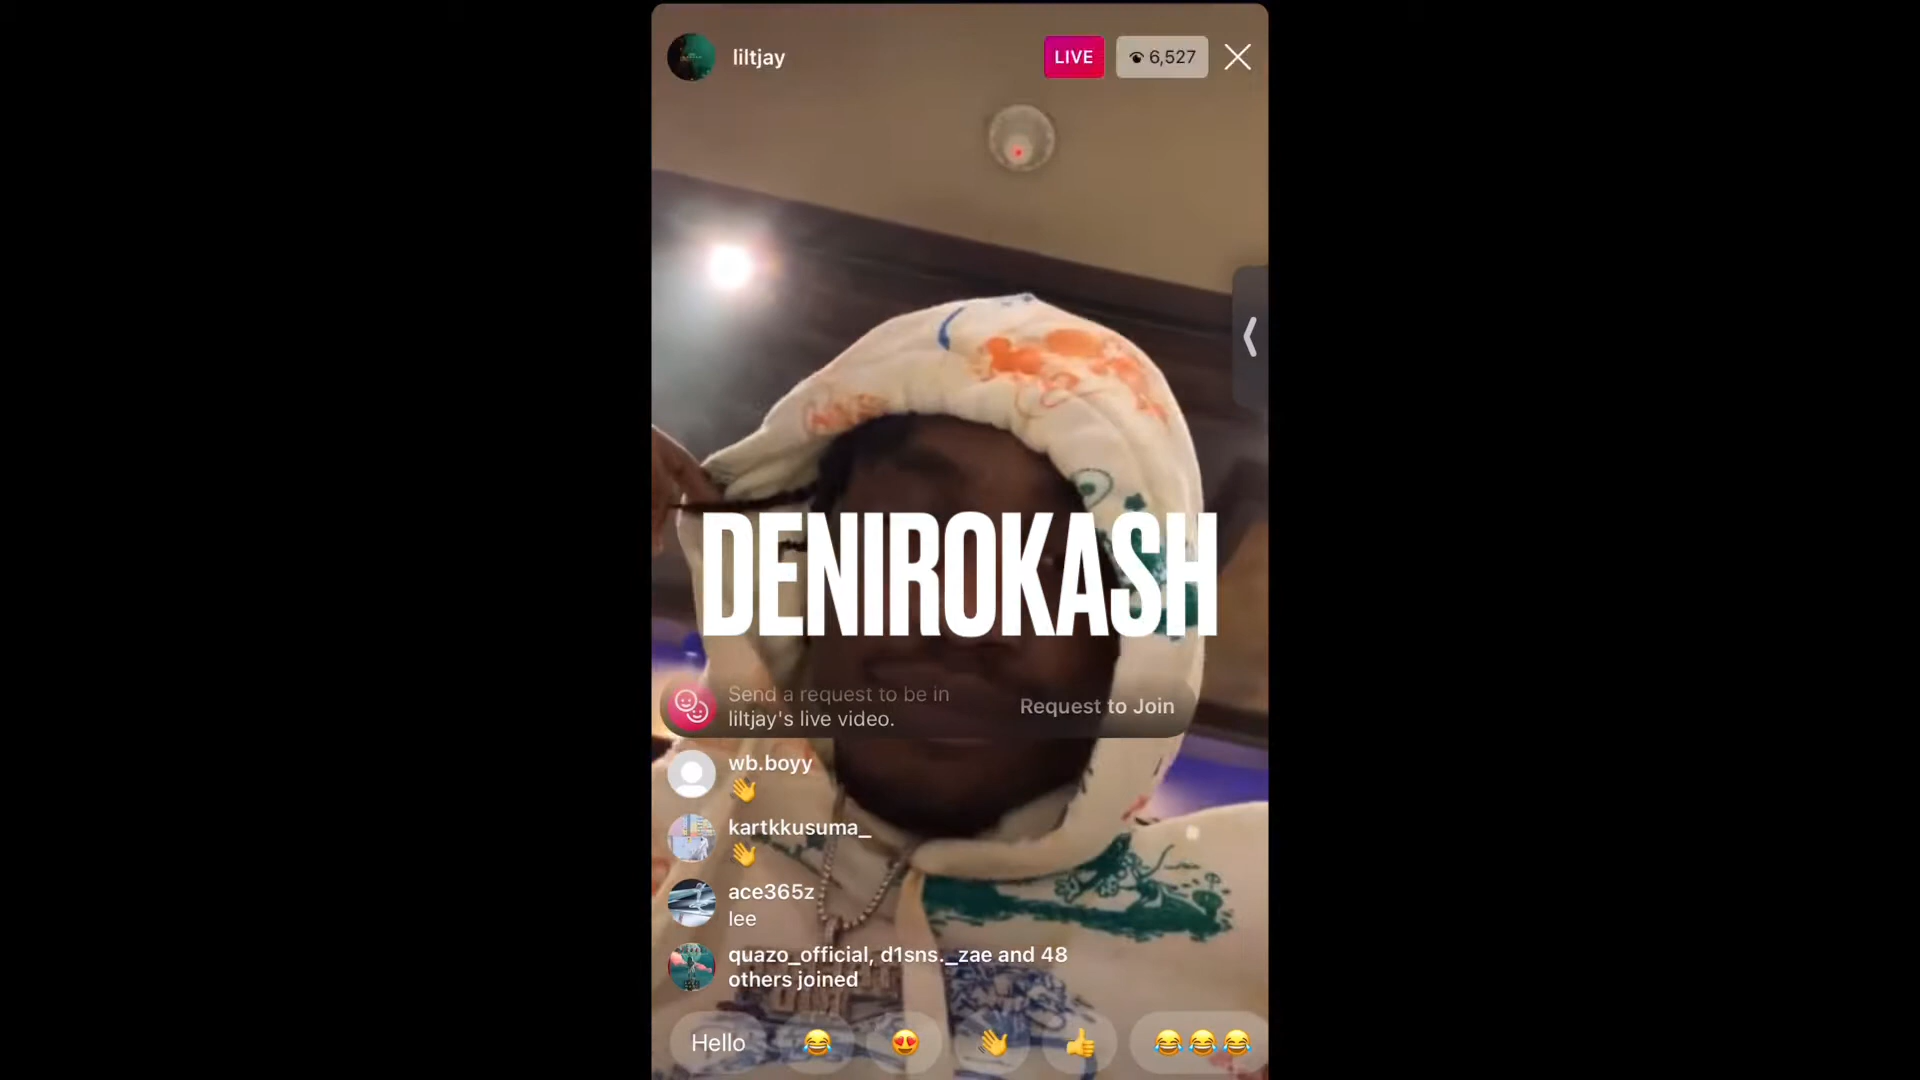 liltjay
LIVE
6,527
DENIROKASH
Send a request to be in
liltjay's live video.
Request to Join
wb.boyy
👋
kartkkusuma_
👋
ace365z
lee
quazo_official, d1sns._zae and 48
others joined
Hello 😂 😍 👋 👍 😂😂😂